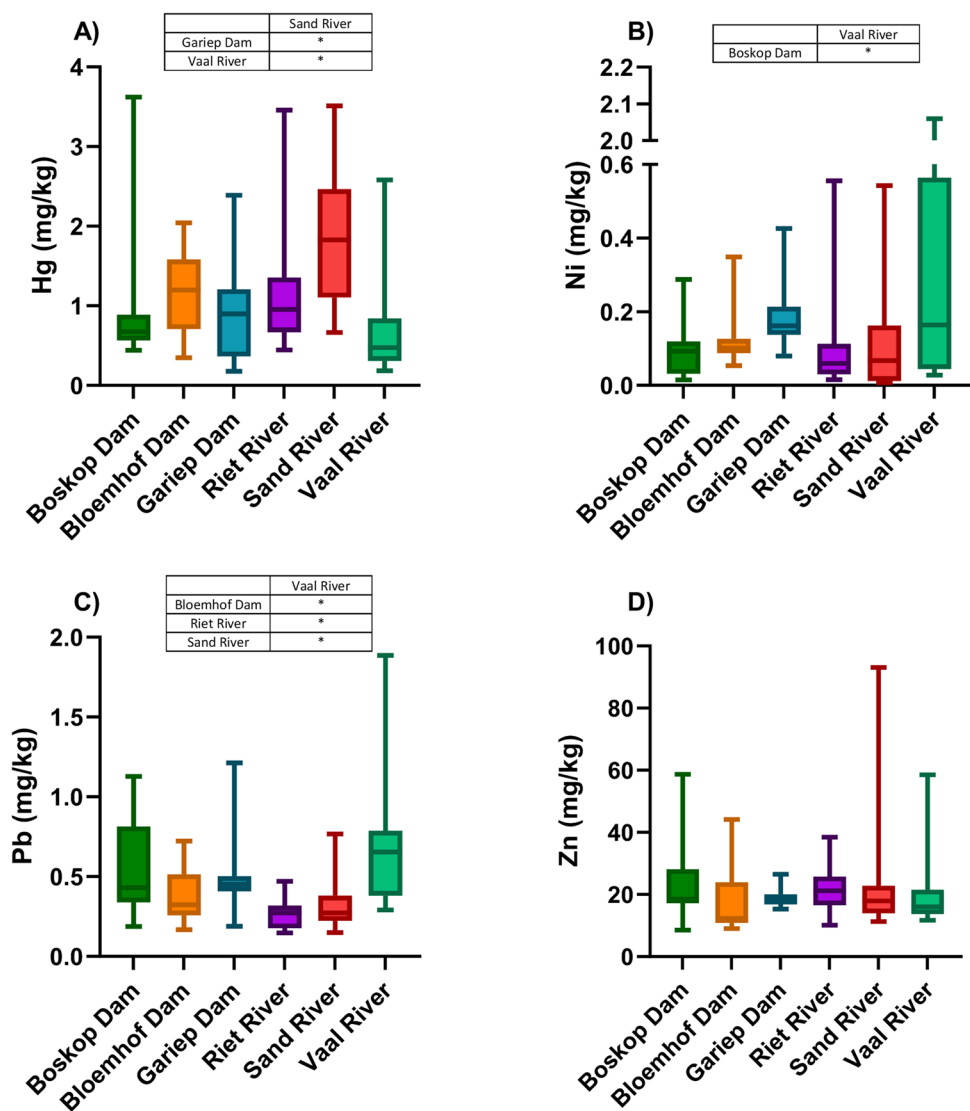 A)
Sand River
Gariep Dam *
Vaal River *
Hg (mg/kg)
4
3
2
1
0
Boskop Dam
Bloemhof Dam
Gariep Dam
Riet River
Sand River
Vaal River
B)
Vaal River
Boskop Dam *
Ni (mg/kg)
2.2
2.1
2.0
0.6
0.4
0.2
0.0
Boskop Dam
Bloemhof Dam
Gariep Dam
Riet River
Sand River
Vaal River
C)
Vaal River
Bloemhof Dam *
Riet River *
Sand River *
Pb (mg/kg)
2.0
1.5
1.0
0.5
0.0
Boskop Dam
Bloemhof Dam
Gariep Dam
Riet River
Sand River
Vaal River
D)
Zn (mg/kg)
100
80
60
40
20
0
Boskop Dam
Bloemhof Dam
Gariep Dam
Riet River
Sand River
Vaal River